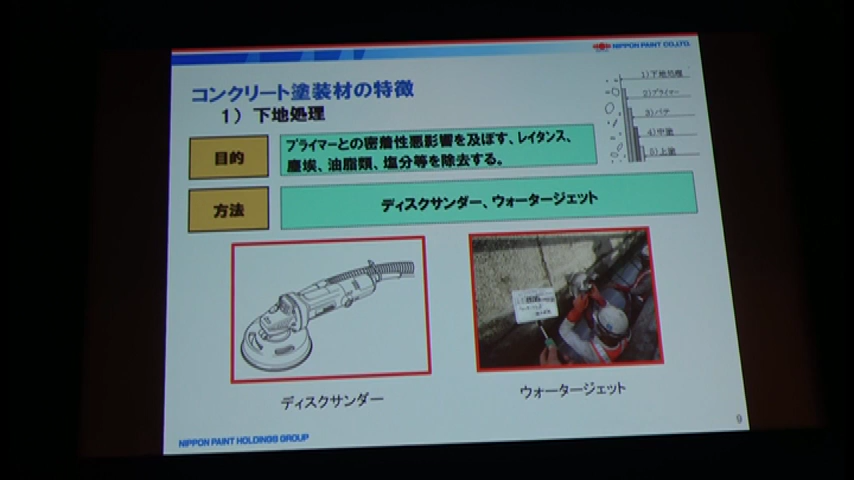 NIPPON PAINT CO.,LTD.
コンクリート塗装材の特徴
1）下地処理
1)下地処理
2)プライマー
3)パテ
4)中塗
5)上塗
目的
プライマーとの密着性悪影響を及ぼす、レイタンス、
塵埃、油脂類、塩分等を除去する。
方法
ディスクサンダー、ウォータージェット
ディスクサンダー
ウォータージェット
NIPPON PAINT HOLDINGS GROUP
9